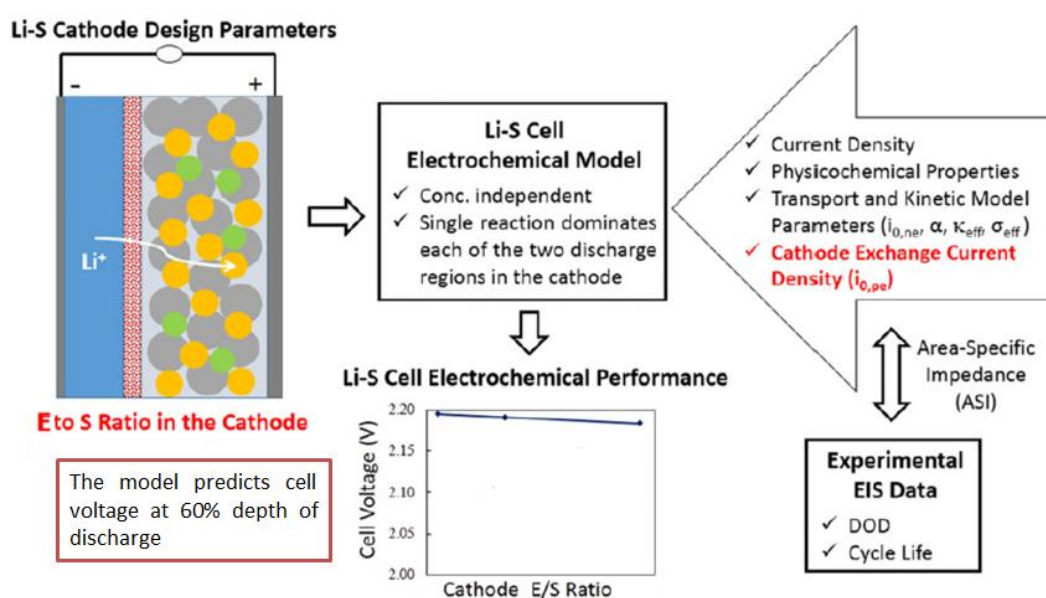 Li-S Cathode Design Parameters
-
+
Li⁺
E to S Ratio in the Cathode
The model predicts cell
voltage at 60% depth of
discharge
Li-S Cell
Electrochemical Model
✓ Conc. independent
✓ Single reaction dominates
each of the two discharge
regions in the cathode
Li-S Cell Electrochemical Performance
Cell Voltage (V)
2.20
2.15
2.10
2.05
2.00
Cathode E/S Ratio
✓ Current Density
✓ Physicochemical Properties
✓ Transport and Kinetic Model
Parameters (i₀,ₙₑ, α, κeff, σeff)
✓ Cathode Exchange Current
Density (i₀,ₚₑ)
Area-Specific
Impedance
(ASI)
Experimental
EIS Data
✓ DOD
✓ Cycle Life